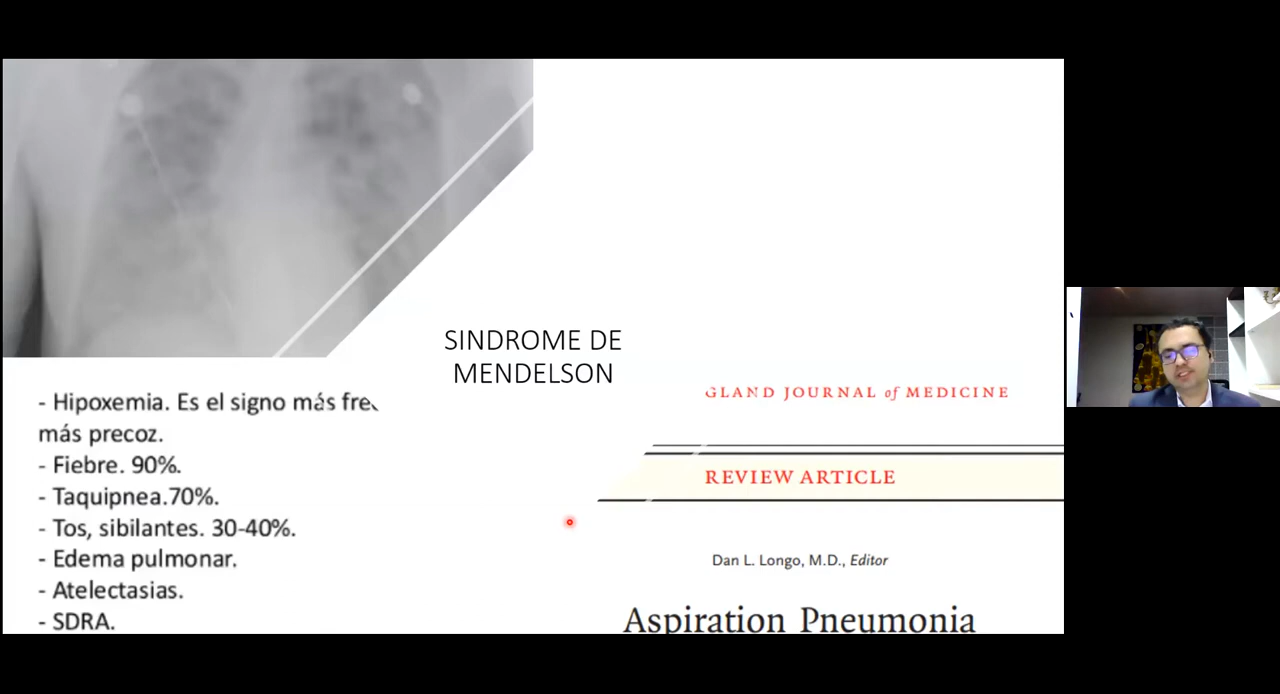 SINDROME DE
MENDELSON
- Hipoxemia. Es el signo más
más precoz.
- Fiebre. 90%.
- Taquipnea.70%.
- Tos, sibilantes. 30-40%.
- Edema pulmonar.
- Atelectasias.
- SDRA.
GLAND JOURNAL of MEDICINE
REVIEW ARTICLE
Dan L. Longo, M.D., Editor
Aspiration Pneumonia